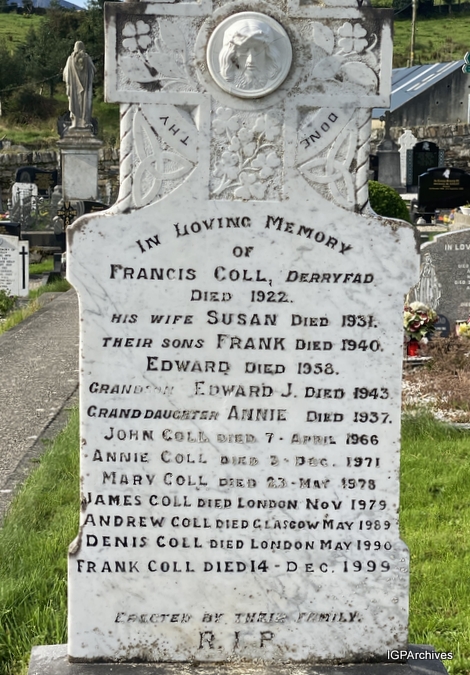 THY
DONE
IN LOVING MEMORY
OF
FRANCIS COLL, DERRYFAD
DIED 1922.
HIS WIFE SUSAN DIED 1931.
THEIR SONS FRANK DIED 1940.
EDWARD DIED 1958.
GRANDSON EDWARD J. DIED 1943
GRANDDAUGHTER ANNIE DIED 1937.
JOHN COLL DIED 7 - APRIL 1966
ANNIE COLL DIED 3 - DEC. 1971
MARY COLL DIED 23 - MAY 1978
JAMES COLL DIED LONDON NOV 1979
ANDREW COLL DIED GLASGOW MAY 1989
DENIS COLL DIED LONDON MAY 1990
FRANK COLL DIED 14 - DEC. 1999
ERECTED BY THEIR FAMILY.
R.I.P
IGPArchives